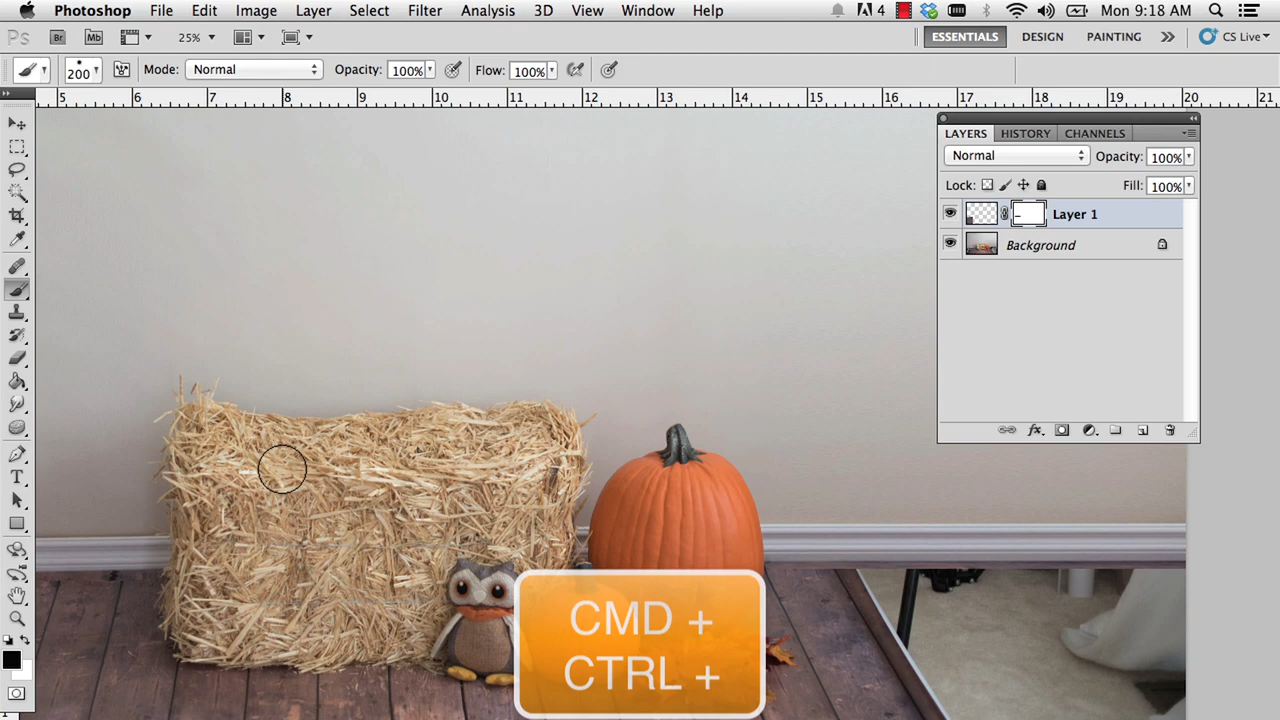 Photoshop File Edit Image Layer Select Filter Analysis 3D View Window Help 4 Mon 9:18 AM
Ps Br Mb 25% ESSENTIALS DESIGN PAINTING CS Live
200 Mode: Normal Opacity: 100% Flow: 100%
5 6 7 8 9 10 11 12 13 14 15 16 17 18 19 20 21
LAYERS HISTORY CHANNELS
Normal Opacity: 100%
Lock: Fill: 100%
Layer 1
Background
fx
T
CMD +
CTRL +